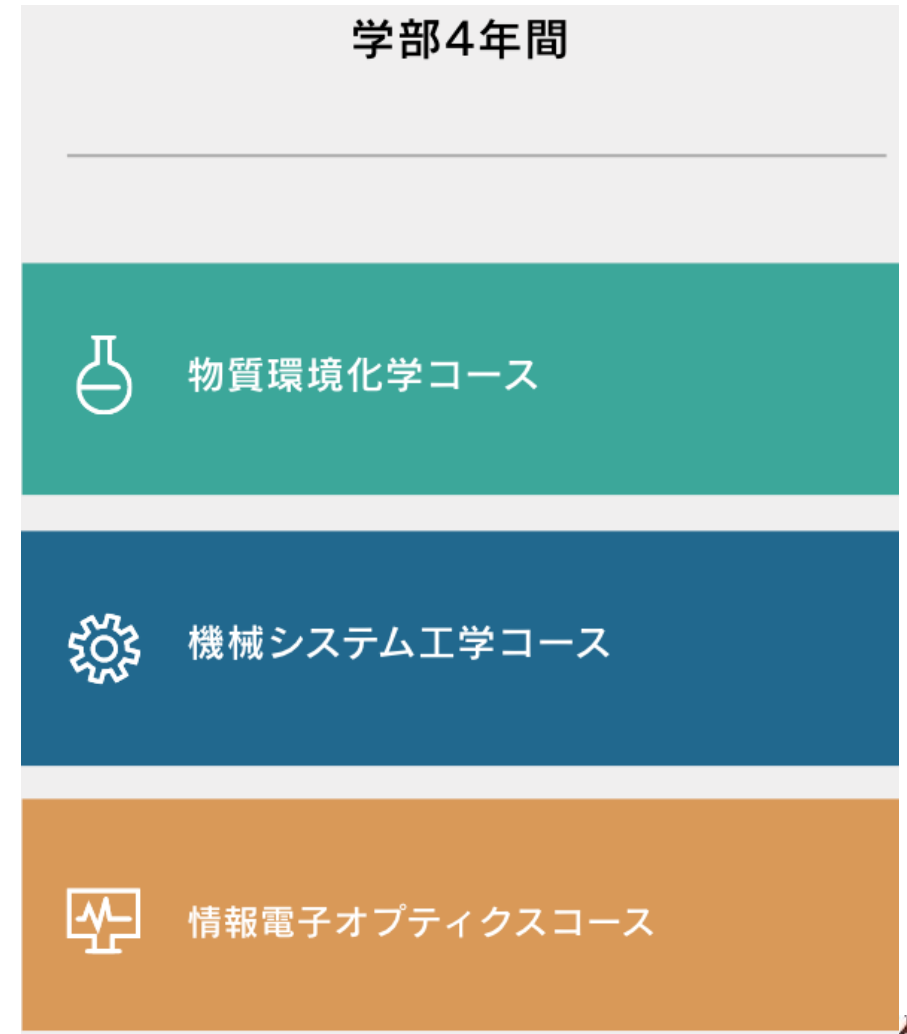 学部4年間
物質環境化学コース
機械システム工学コース
情報電子オプティクスコース